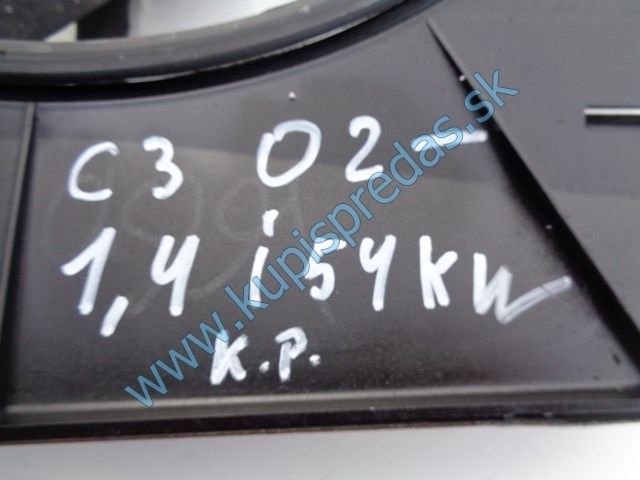 C3 02-
1,4 i 54KW
K.P.
www.kupispredas.sk